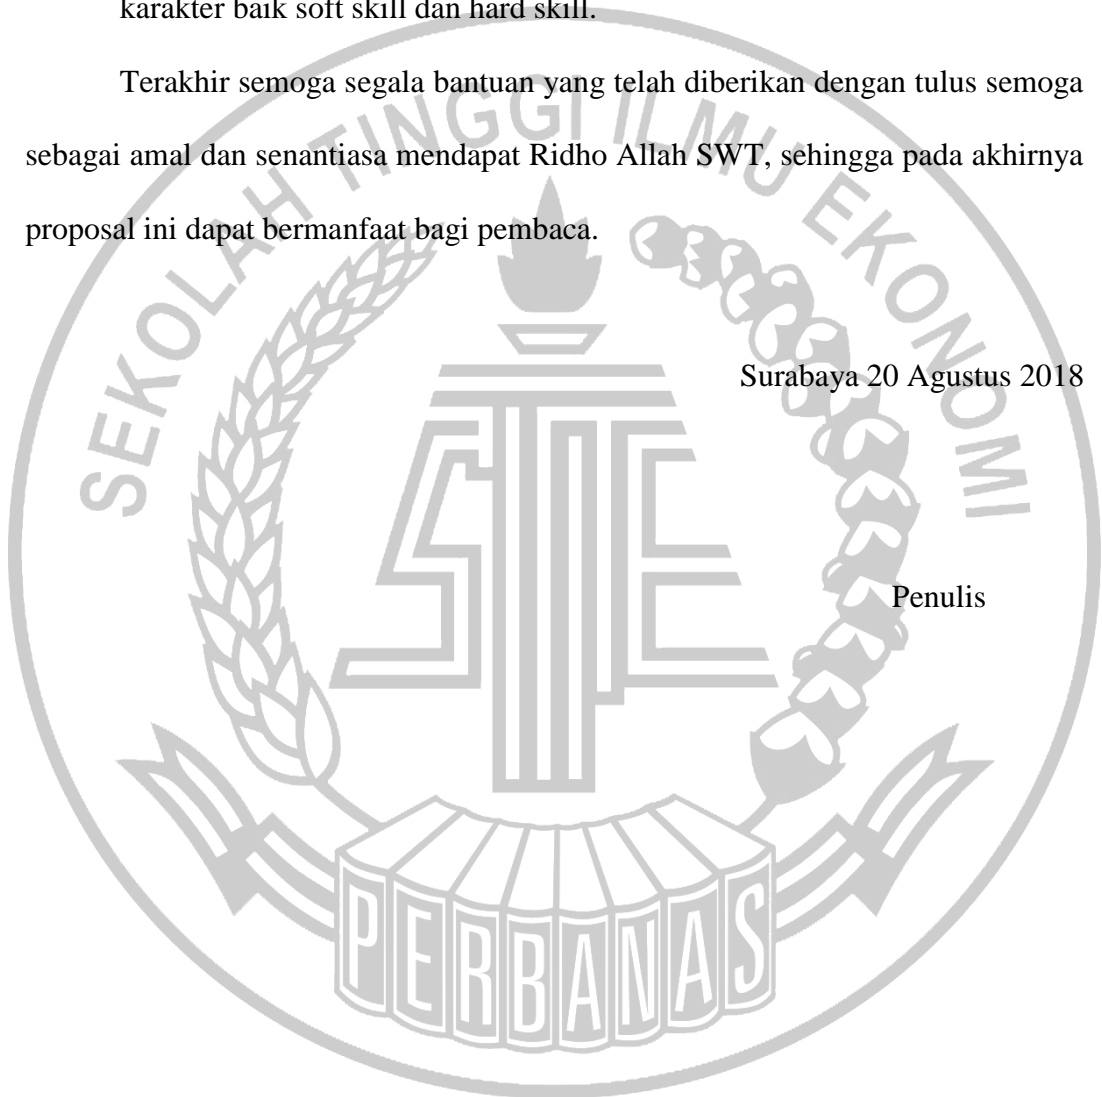 karakter baik soft skill dan hard skill.
Terakhir semoga segala bantuan yang telah diberikan dengan tulus semoga
sebagai amal dan senantiasa mendapat Ridho Allah SWT, sehingga pada akhirnya
proposal ini dapat bermanfaat bagi pembaca.
Surabaya 20 Agustus 2018
Penulis
SEKOLAH TINGGI ILMU EKONOMI
STIE
PERBANAS